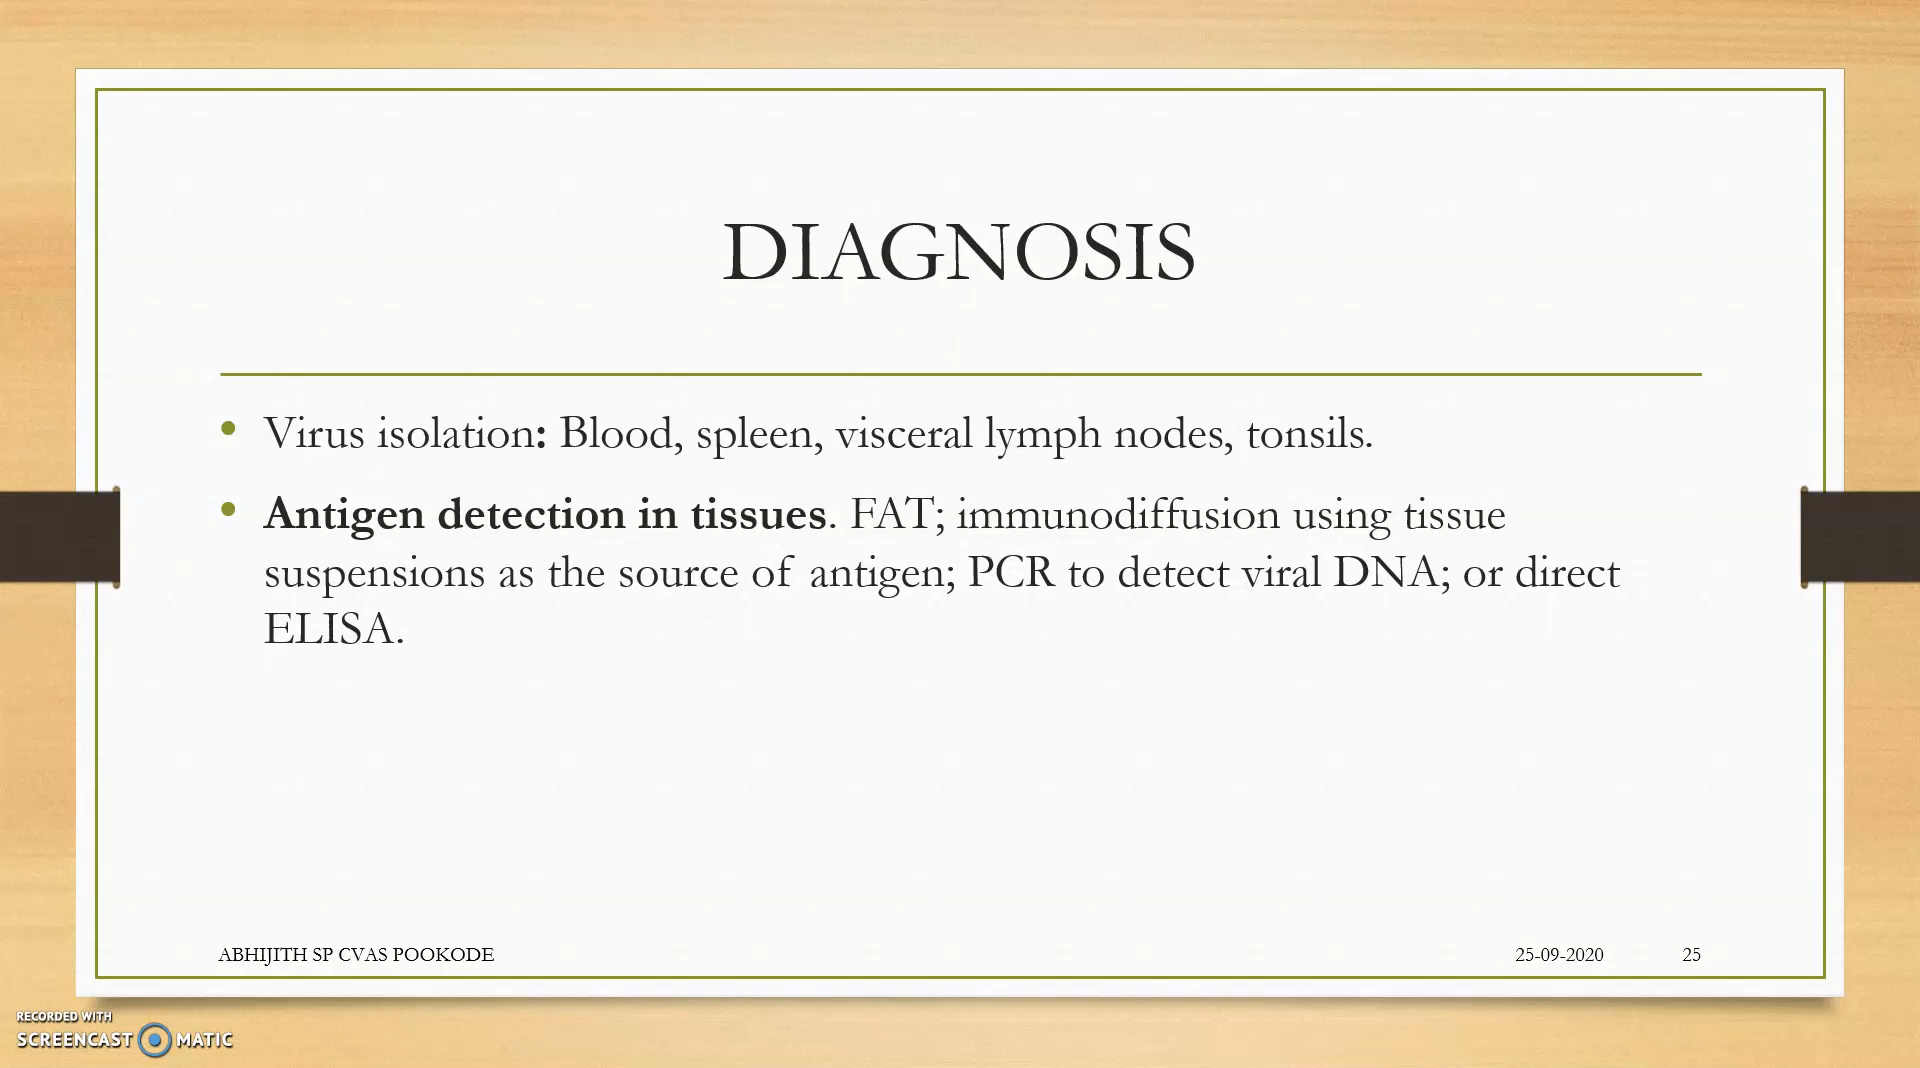 DIAGNOSIS
• Virus isolation: Blood, spleen, visceral lymph nodes, tonsils.
• Antigen detection in tissues. FAT; immunodiffusion using tissue
suspensions as the source of antigen; PCR to detect viral DNA; or direct
ELISA.
ABHIJITH SP CVAS POOKODE
25-09-2020
25
RECORDED WITH
SCREENCAST MATIC